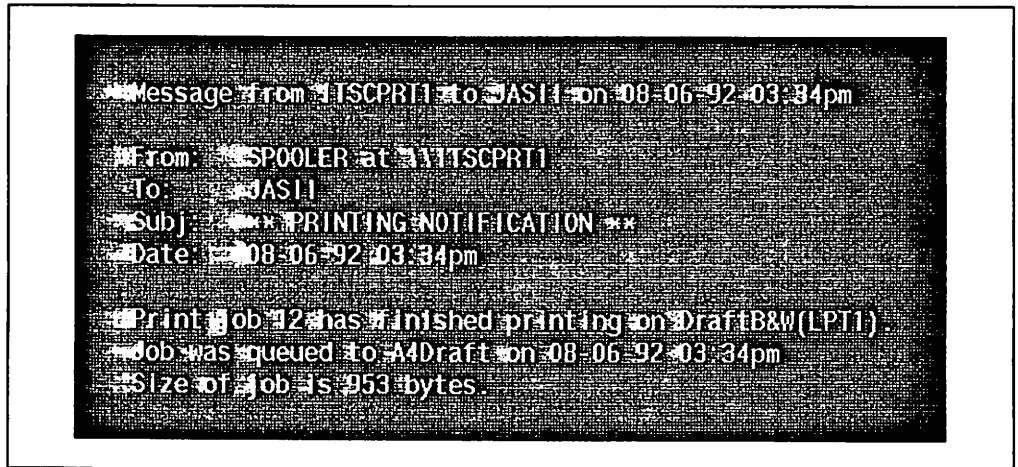 Message from ITSCPRT1 to JASII on 08-06-92 03:34pm
From: SPOOLER at \\ITSCPRT1
To: JASII
Subj: ** PRINTING NOTIFICATION **
Date: 08-06-92 03:34pm
Print job 12 has finished printing on DraftB&W(LPT1).
Job was queued to A4Draft on 08-06-92 03:34pm
Size of job is 953 bytes.